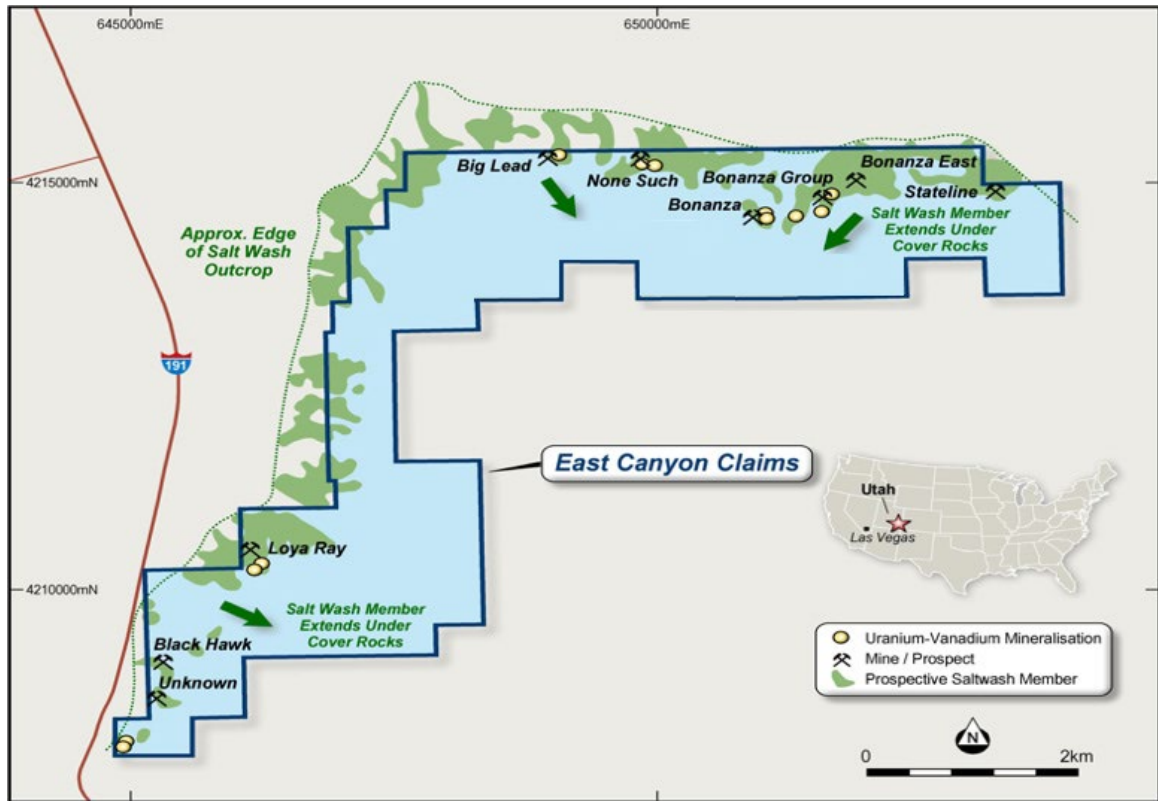 645000mE
650000mE
4215000mN
Big Lead
None Such
Bonanza Group
Bonanza East
Stateline
Bonanza
Salt Wash Member
Extends Under
Cover Rocks
Approx. Edge
of Salt Wash
Outcrop
191
East Canyon Claims
Utah
Las Vegas
Loya Ray
4210000mN
Salt Wash Member
Extends Under
Cover Rocks
Black Hawk
Unknown
Uranium-Vanadium Mineralisation
Mine / Prospect
Prospective Saltwash Member
N
0
2km